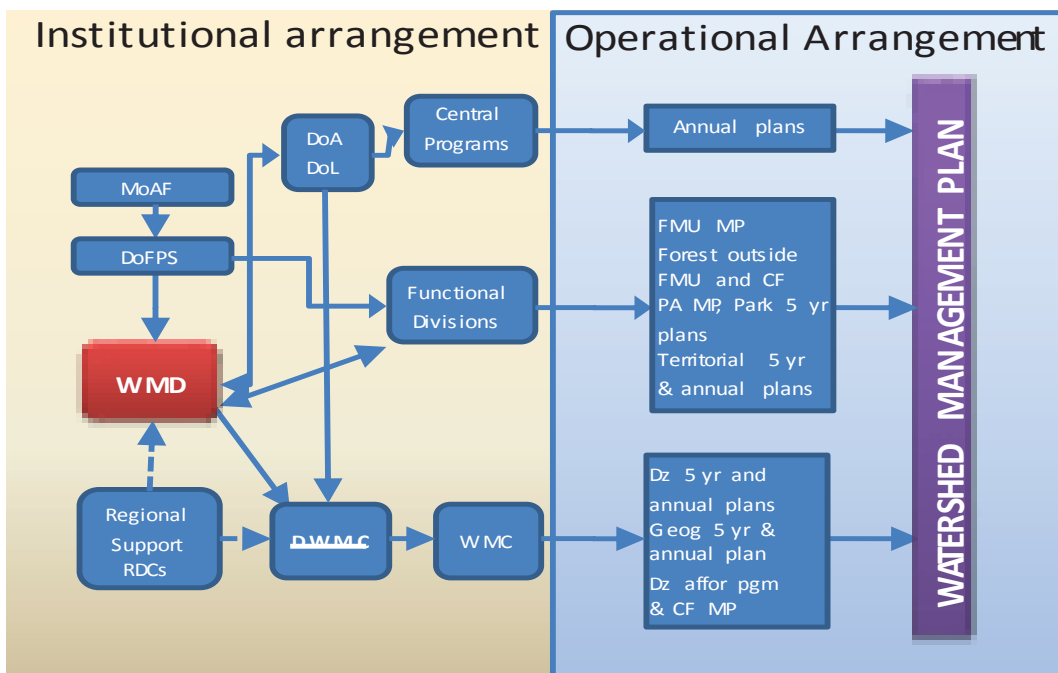 Institutional arrangement
Operational Arrangement
MoAF
DoFPS
WMD
Regional
Support
RDCs
DoA
DoL
Central
Programs
Functional
Divisions
DWMC
WMC
Annual plans
FMU MP
Forest outside
FMU and CF
PA MP, Park 5 yr
plans
Territorial 5 yr
& annual plans
Dz 5 yr and
annual plans
Geog 5 yr &
annual plan
Dz affor pgm
& CF MP
WATERSHED MANAGEMENT PLAN